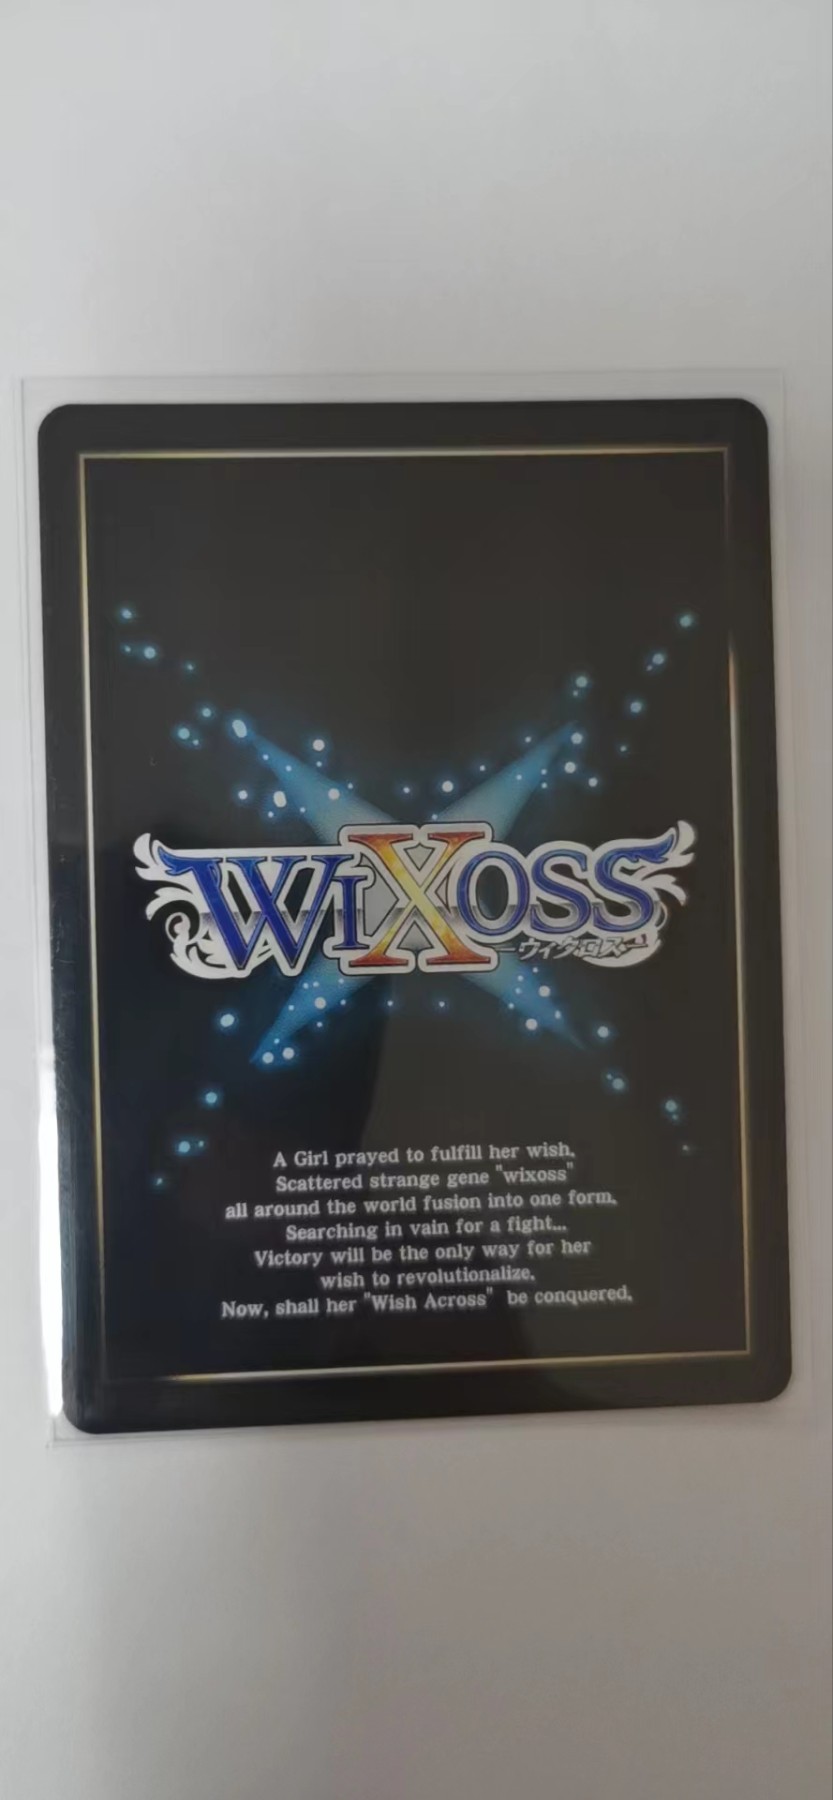 WIXOSS
ーウィクロスー
A Girl prayed to fulfill her wish.
Scattered strange gene "wixoss"
all around the world fusion into one form.
Searching in vain for a fight...
Victory will be the only way for her
wish to revolutionalize.
Now, shall her "Wish Across" be conquered.